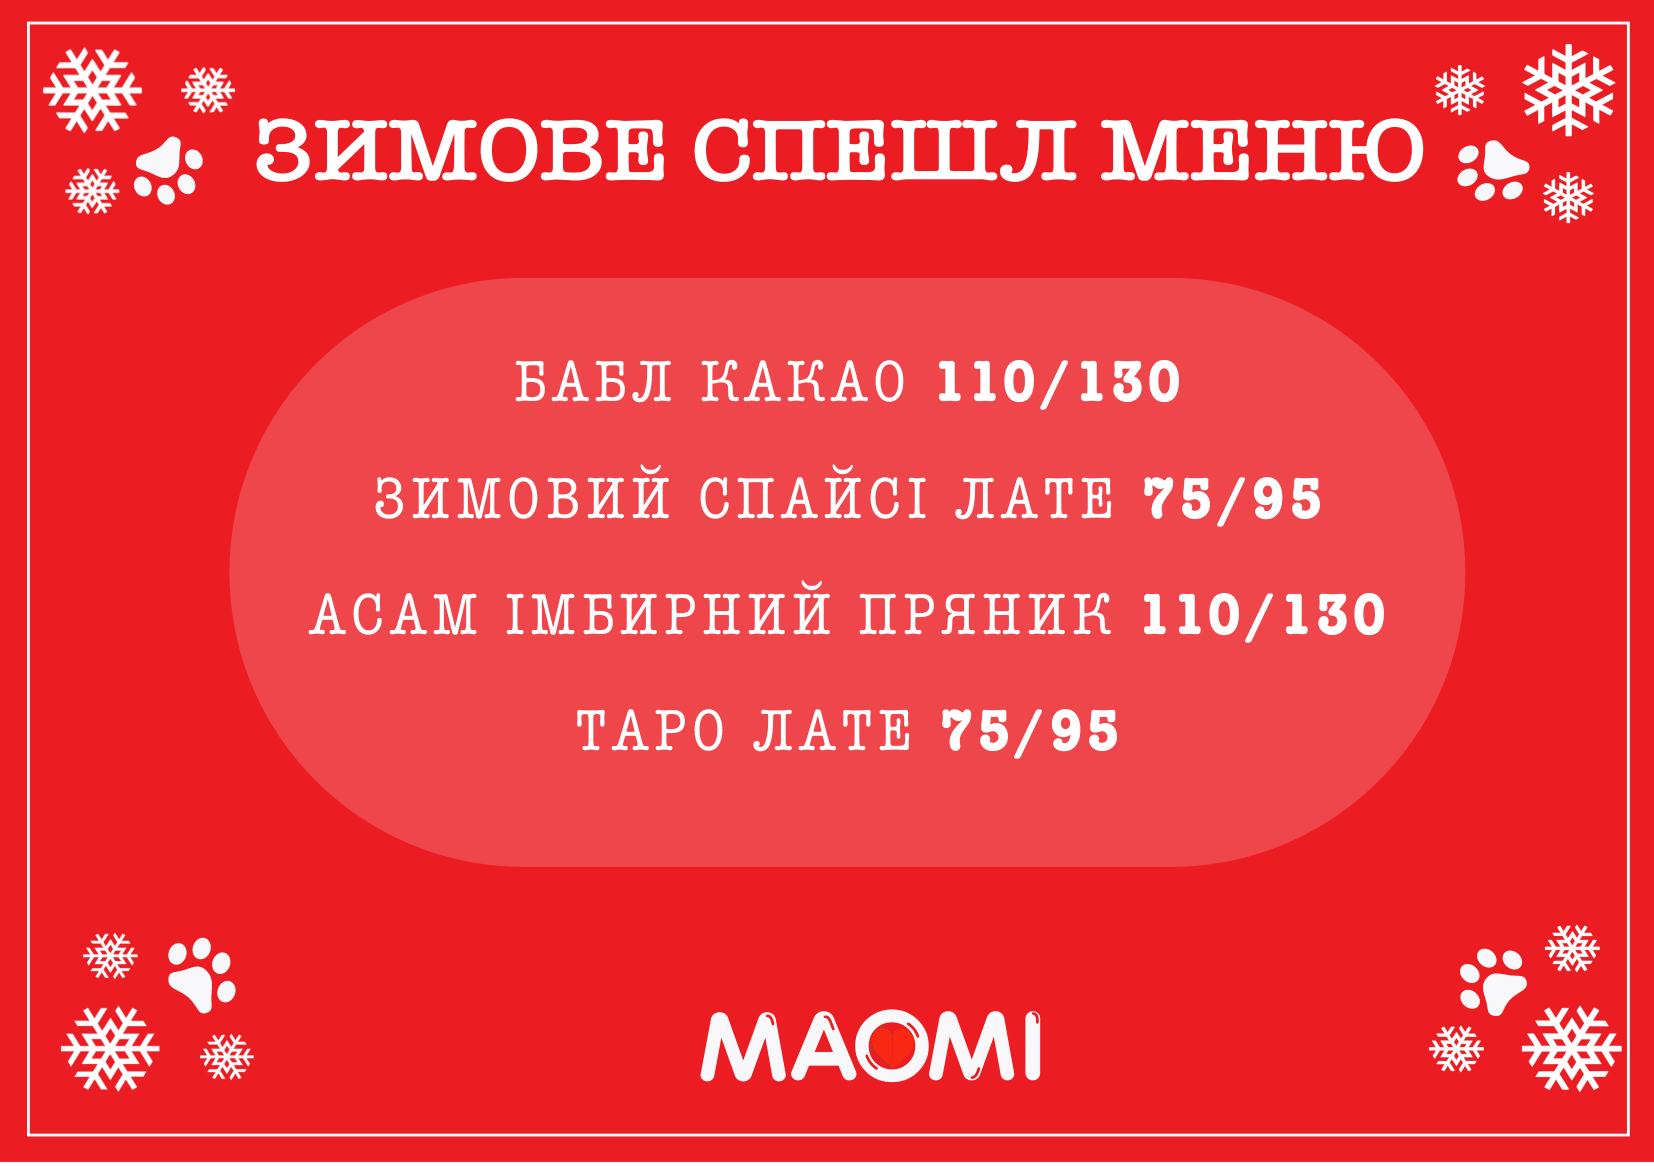 ЗИМОВЕ СПЕШЛ МЕНЮ
БАБЛ КАКАО 110/130
ЗИМОВИЙ СПАЙСІ ЛАТЕ 75/95
АСАМ ІМБИРНИЙ ПРЯНИК 110/130
ТАРО ЛАТЕ 75/95
MAOMI